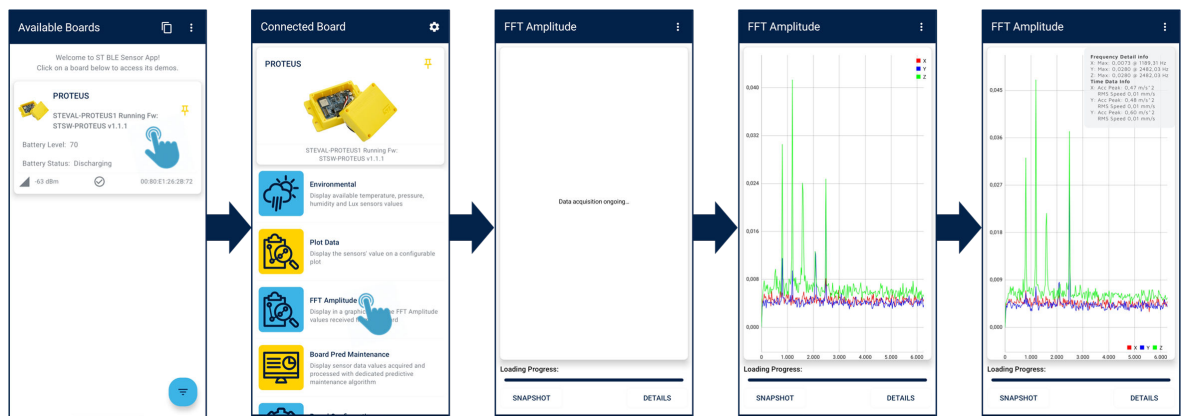 Available Boards
Welcome to ST BLE Sensor App!
Click on a board below to access its demos.
PROTEUS
STEVAL-PROTEUS1 Running Fw:
STSW-PROTEUS v1.1.1
Battery Level: 70
Battery Status: Discharging
-63 dBm
00:80:E1:26:2B:72
Connected Board
PROTEUS
STEVAL-PROTEUS1 Running Fw:
STSW-PROTEUS v1.1.1
Environmental
Display available temperature, pressure,
humidity and Lux sensors values
Plot Data
Display the sensors' value on a configurable
plot
FFT Amplitude
Display in a graphic FFT Amplitude
values received
Board Pred Maintenance
Display sensor data values acquired and
processed with dedicated predictive
maintenance algorithm
FFT Amplitude
Data acquisition ongoing...
Loading Progress:
SNAPSHOT
DETAILS
FFT Amplitude
X
Y
Z
0,040
0,032
0,024
0,016
0,008
0,000
0 1.000 2.000 3.000 4.000 5.000 6.000
Loading Progress:
SNAPSHOT
DETAILS
FFT Amplitude
Frequency Detail Info
X: Max: 0,0073 @ 1189,31 Hz
Y: Max: 0,0280 @ 2482,03 Hz
Z: Max: 0,0280 @ 2482,03 Hz
Time Data Info
X: Acc Peak: 0,47 m/s^2
RMS Speed 0,01 mm/s
Y: Acc Peak: 0,48 m/s^2
RMS Speed 0,01 mm/s
Z: Acc Peak: 0,60 m/s^2
RMS Speed 0,01 mm/s
0,045
0,036
0,027
0,018
0,009
0,000
X Y Z
0 1.000 2.000 3.000 4.000 5.000 6.000
Loading Progress:
SNAPSHOT
DETAILS